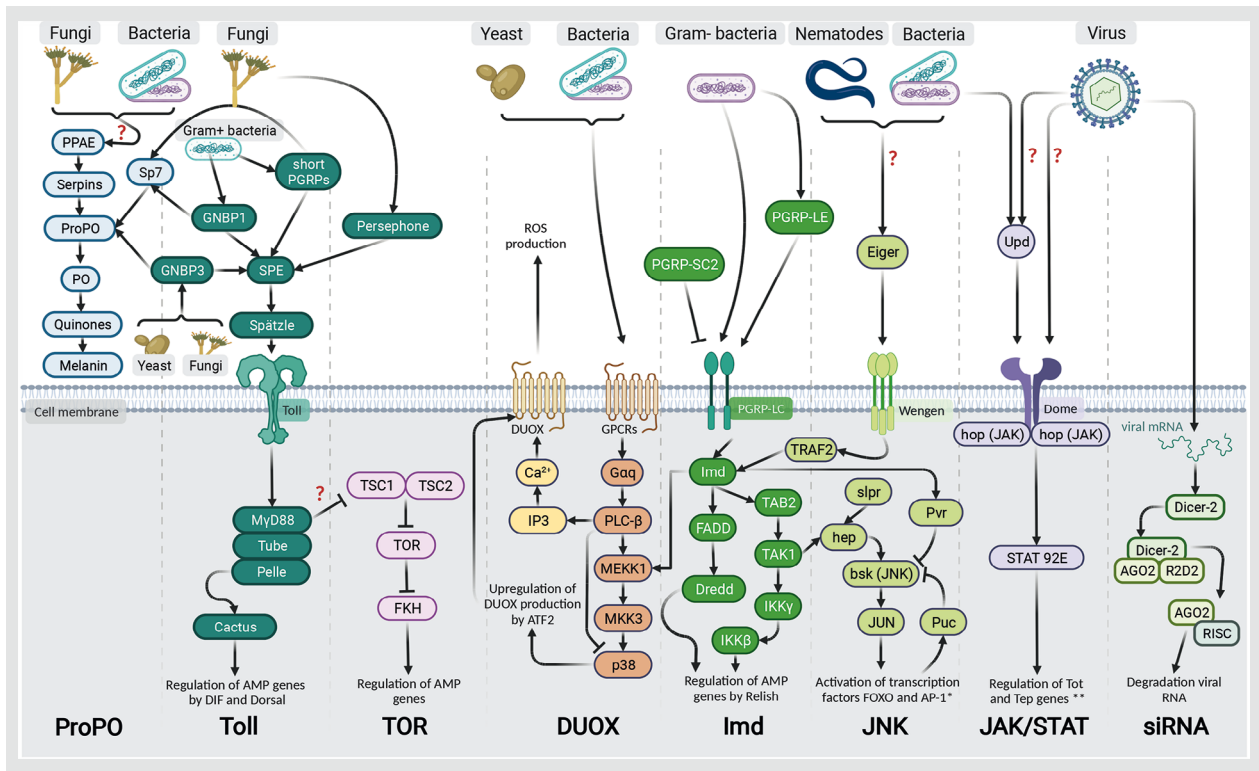 Fungi
Bacteria
Fungi
Yeast
Bacteria
Gram- bacteria
Nematodes
Bacteria
Virus
?
PPAE
Serpins
ProPO
PO
Quinones
Melanin
Gram+ bacteria
Sp7
short
PGRPs
GNBP1
Persephone
GNBP3
SPE
Spätzle
Yeast
Fungi
ROS
production
PGRP-LE
PGRP-SC2
?
Eiger
?
?
Upd
Cell membrane
Toll
DUOX
GPCRs
PGRP-LC
Wengen
Dome
hop (JAK)
hop (JAK)
viral mRNA
?
MyD88
Tube
Pelle
Cactus
Regulation of AMP genes
by DIF and Dorsal
TSC1
TSC2
TOR
FKH
Regulation of AMP
genes
Ca²⁺
IP3
Upregulation of
DUOX production
by ATF2
Gαq
PLC-β
MEKK1
MKK3
p38
Imd
FADD
Dredd
TAB2
TAK1
IKKγ
IKKβ
Regulation of AMP
genes by Relish
TRAF2
slpr
hep
Pvr
bsk (JNK)
JUN
Puc
Activation of transcription
factors FOXO and AP-1*
STAT 92E
Regulation of Tot
and Tep genes **
Dicer-2
Dicer-2
AGO2
R2D2
AGO2
RISC
Degradation viral
RNA
ProPO
Toll
TOR
DUOX
Imd
JNK
JAK/STAT
siRNA